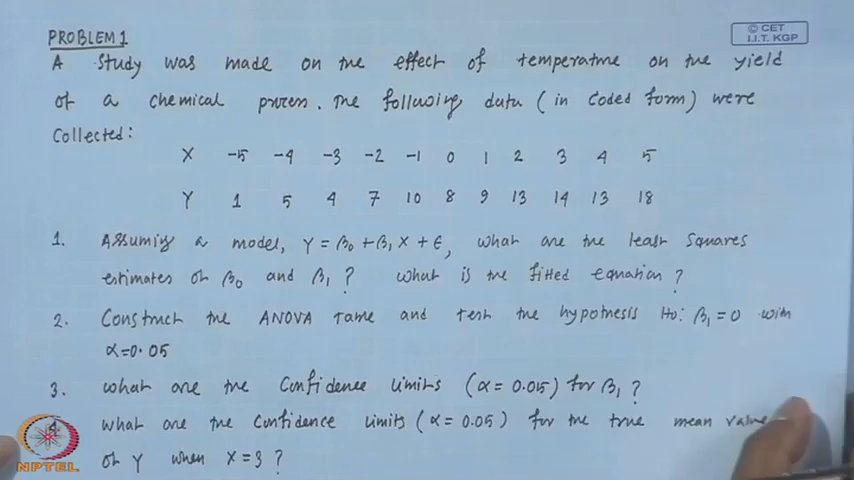 PROBLEM 1
© CET
I.I.T. KGP
A study was made on the effect of temperature on the yield
of a chemical process. The following data (in coded form) were
Collected:
X -5 -4 -3 -2 -1 0 1 2 3 4 5
Y 1 5 4 7 10 8 9 13 14 13 18
1. Assuming a model, Y = β₀ + β₁ X + ϵ, what are the least squares
estimates of β₀ and β₁? what is the fitted equation?
2. Construct the ANOVA Table and test the hypothesis H₀: β₁ = 0 with
α=0.05
3. what are the Confidence limits (α = 0.05) for β₁?
4. what are the Confidence limits (α = 0.05) for the true mean value
of Y when X = 3?
NPTEL